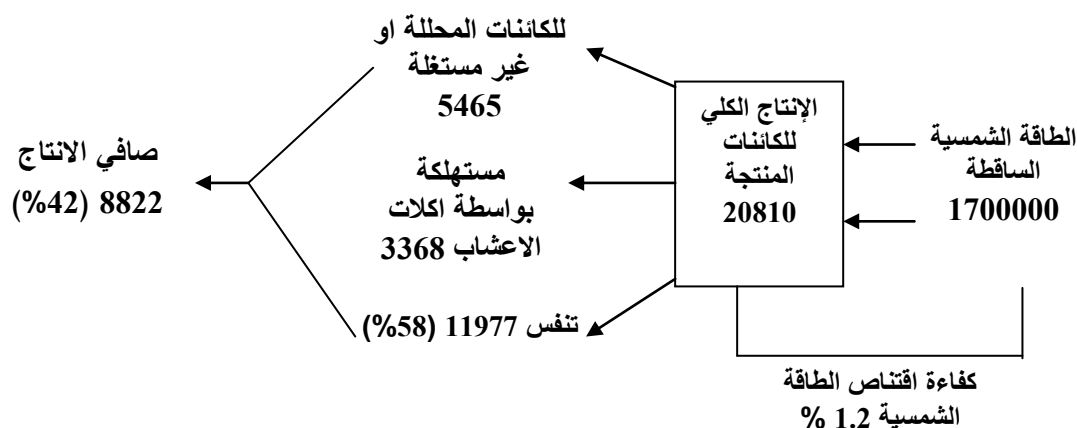 الطاقة الشمسية
الساقطة
1700000
الإنتاج الكلي
للكائنات
المنتجة
20810
كفاءة اقتناص الطاقة
الشمسية 1.2 %
للكائنات المحللة او
غير مستغلة
5465
مستهلكة
بواسطة اكلات
الاعشاب 3368
تنفس 11977 (58%)
صافي الانتاج
8822 (42%)